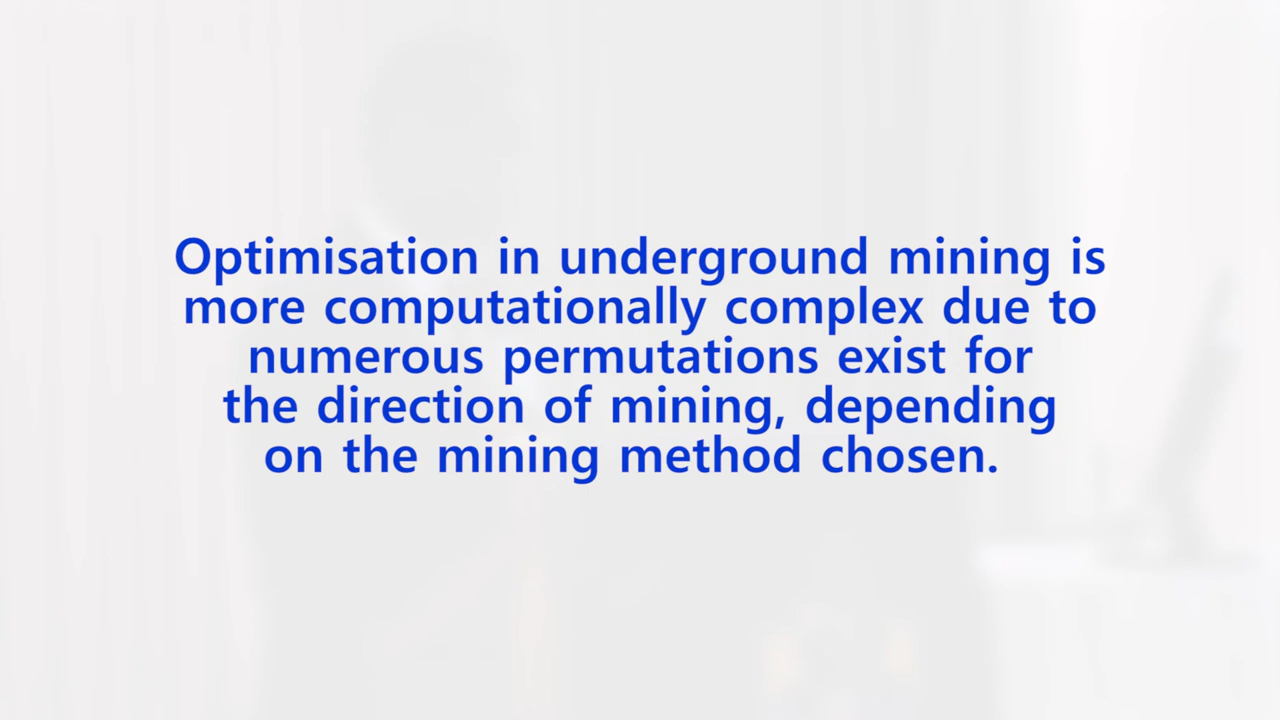 Optimisation in underground mining is
more computationally complex due to
numerous permutations exist for
the direction of mining, depending
on the mining method chosen.